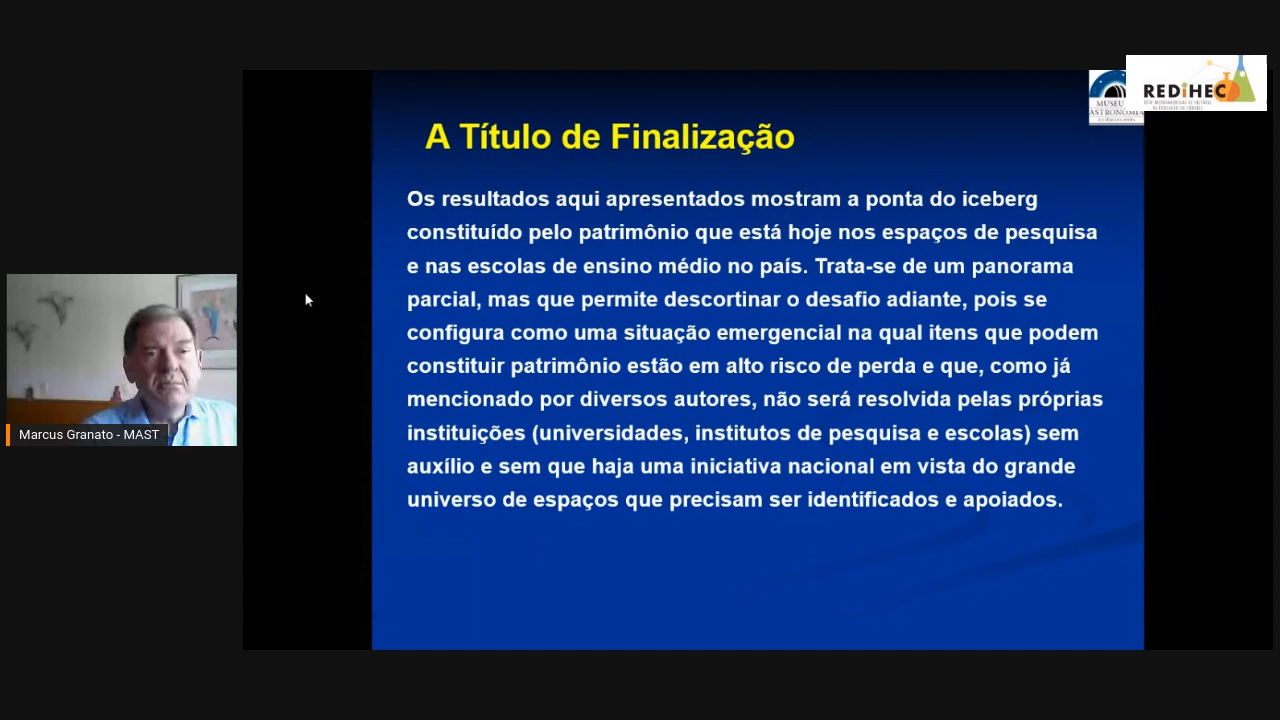 REDiHEC
MUSEU
ASTRONOMIA
A Título de Finalização
Os resultados aqui apresentados mostram a ponta do iceberg
constituído pelo patrimônio que está hoje nos espaços de pesquisa
e nas escolas de ensino médio no país. Trata-se de um panorama
parcial, mas que permite descortinar o desafio adiante, pois se
configura como uma situação emergencial na qual itens que podem
constituir patrimônio estão em alto risco de perda e que, como já
mencionado por diversos autores, não será resolvida pelas próprias
instituições (universidades, institutos de pesquisa e escolas) sem
auxílio e sem que haja uma iniciativa nacional em vista do grande
universo de espaços que precisam ser identificados e apoiados.
Marcus Granato - MAST